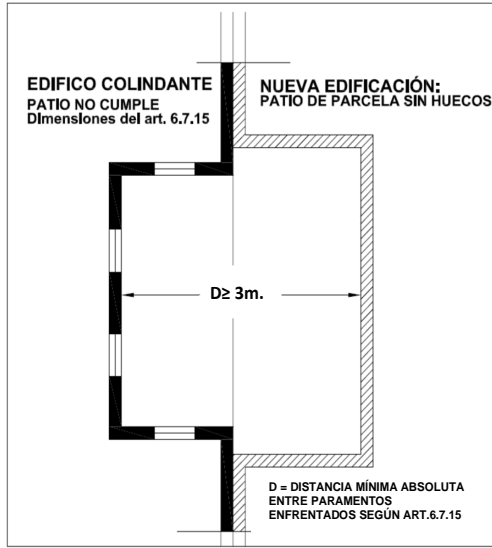 EDIFICO COLINDANTE
PATIO NO CUMPLE
Dimensiones del art. 6.7.15
NUEVA EDIFICACIÓN:
PATIO DE PARCELA SIN HUECOS
D≥ 3m.
D = DISTANCIA MÍNIMA ABSOLUTA
ENTRE PARAMENTOS
ENFRENTADOS SEGÚN ART.6.7.15